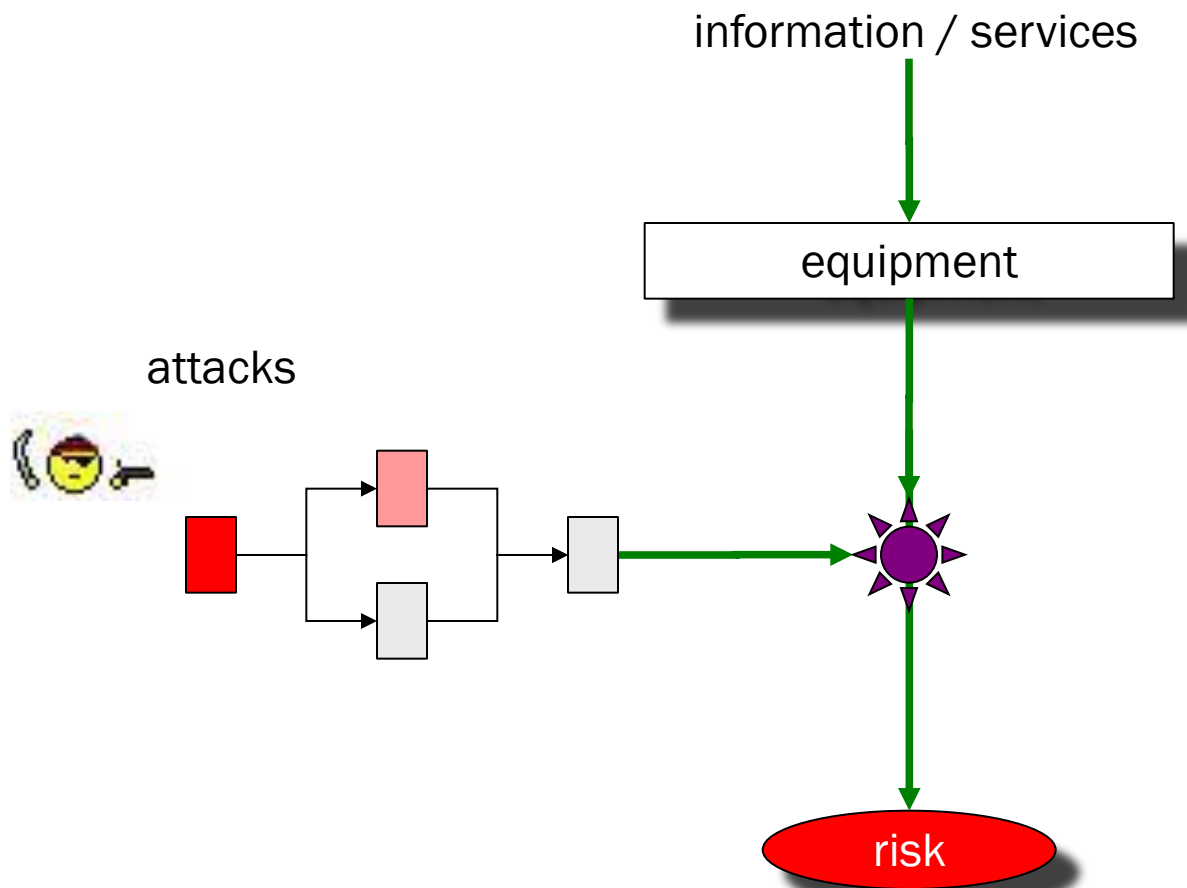 information / services
equipment
attacks
risk